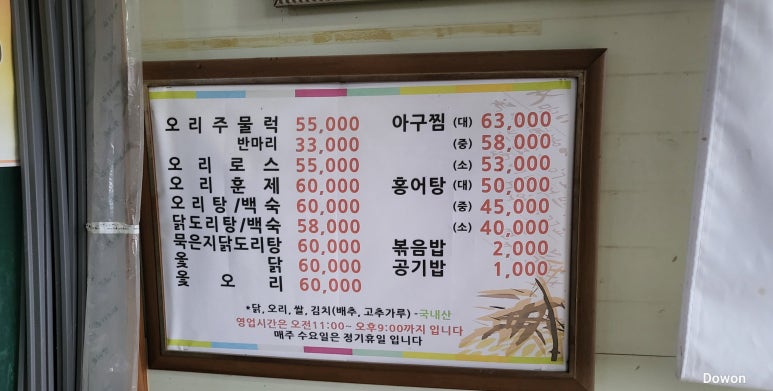 오리주물럭 55,000
반마리 33,000
오리로스 55,000
오리훈제 60,000
오리탕/백숙 60,000
닭도리탕/백숙 58,000
묵은지닭도리탕 60,000
옻닭 60,000
옻오리 60,000
아구찜 (대) 63,000
(중) 58,000
(소) 53,000
홍어탕 (대) 50,000
(중) 45,000
(소) 40,000
볶음밥 2,000
공기밥 1,000
*닭, 오리, 쌀, 김치(배추, 고추가루) -국내산
영업시간은 오전11:00~ 오후9:00까지 입니다
매주 수요일은 정기휴일 입니다
Dowon